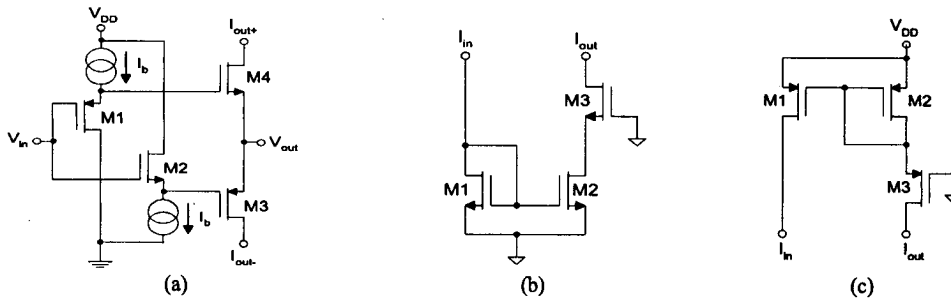 V_DD
I_out+
I_b
M4
M1
V_in
V_out
M2
M3
I_b
I_out-
(a)
I_in
I_out
M3
M1
M2
(b)
V_DD
M1
M2
M3
I_in
I_out
(c)